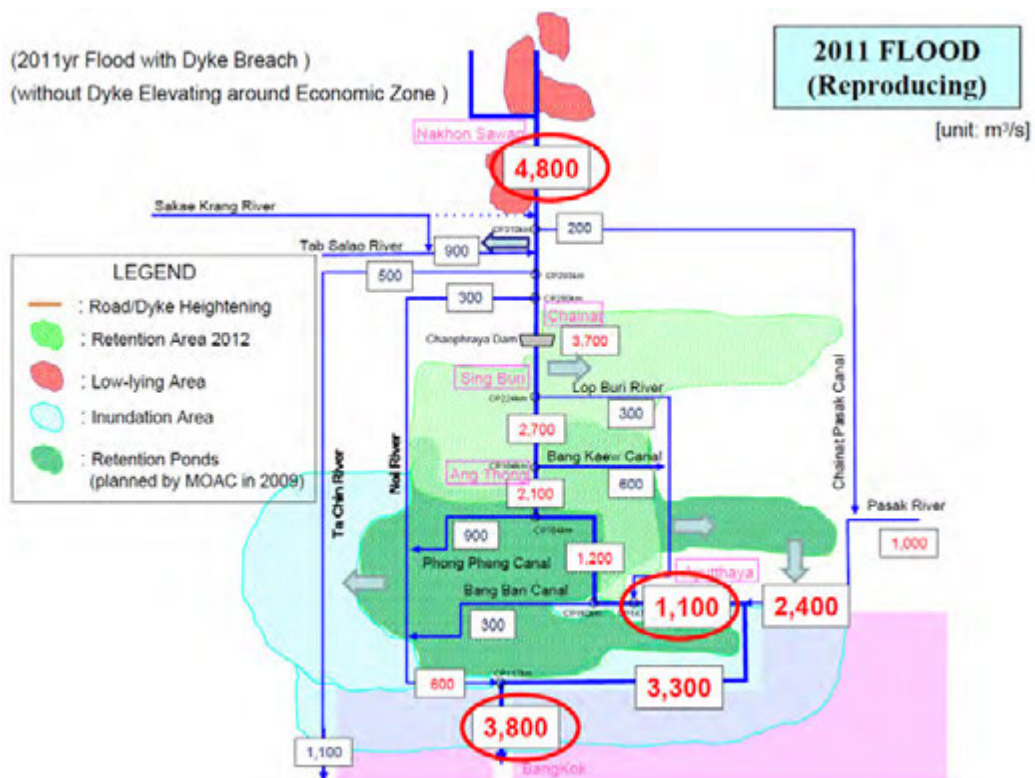 (2011yr Flood with Dyke Breach )
(without Dyke Elevating around Economic Zone )
2011 FLOOD
(Reproducing)
[unit: m³/s]
Nakhon Sawan
4,800
Sakae Krang River
CP310km
200
Tab Salao River
900
500
300
LEGEND
: Road/Dyke Heightening
: Retention Area 2012
: Low-lying Area
: Inundation Area
: Retention Ponds
(planned by MOAC in 2009)
Chainat
Chaophraya Dam
3,700
Sing Buri
Lop Buri River
CP224km
300
2,700
Bang Kaew Canal
Ang Thong
600
2,100
Ta Chin River
Noi River
Chainat Pasak Canal
Pasak River
1,000
900
Phong Pheng Canal
1,200
Ayutthaya
Bang Ban Canal
1,100
2,400
300
600
3,300
3,800
1,100
BangKok